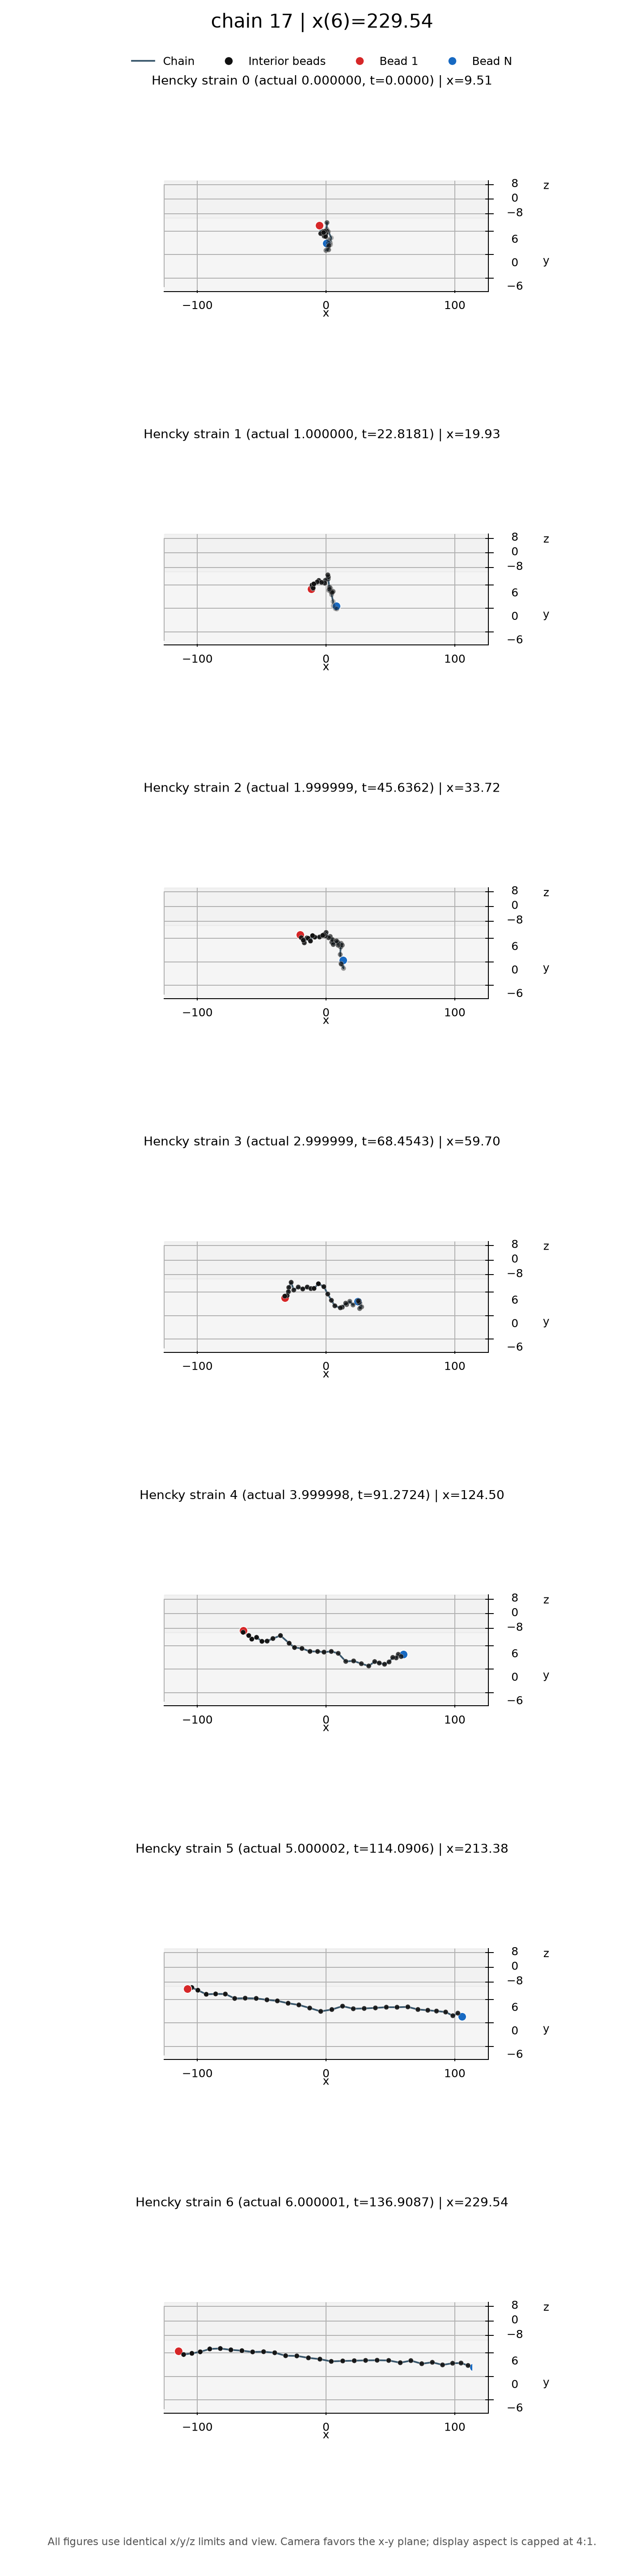 chain 17 | x(6)=229.54
Chain Interior beads Bead 1 Bead N
Hencky strain 0 (actual 0.000000, t=0.0000) | x=9.51
8 z
0
−8
6
0 y
−6
−100 0 100
x
Hencky strain 1 (actual 1.000000, t=22.8181) | x=19.93
8 z
0
−8
6
0 y
−6
−100 0 100
x
Hencky strain 2 (actual 1.999999, t=45.6362) | x=33.72
8 z
0
−8
6
0 y
−6
−100 0 100
x
Hencky strain 3 (actual 2.999999, t=68.4543) | x=59.70
8 z
0
−8
6
0 y
−6
−100 0 100
x
Hencky strain 4 (actual 3.999998, t=91.2724) | x=124.50
8 z
0
−8
6
0 y
−6
−100 0 100
x
Hencky strain 5 (actual 5.000002, t=114.0906) | x=213.38
8 z
0
−8
6
0 y
−6
−100 0 100
x
Hencky strain 6 (actual 6.000001, t=136.9087) | x=229.54
8 z
0
−8
6
0 y
−6
−100 0 100
x
All figures use identical x/y/z limits and view. Camera favors the x-y plane; display aspect is capped at 4:1.